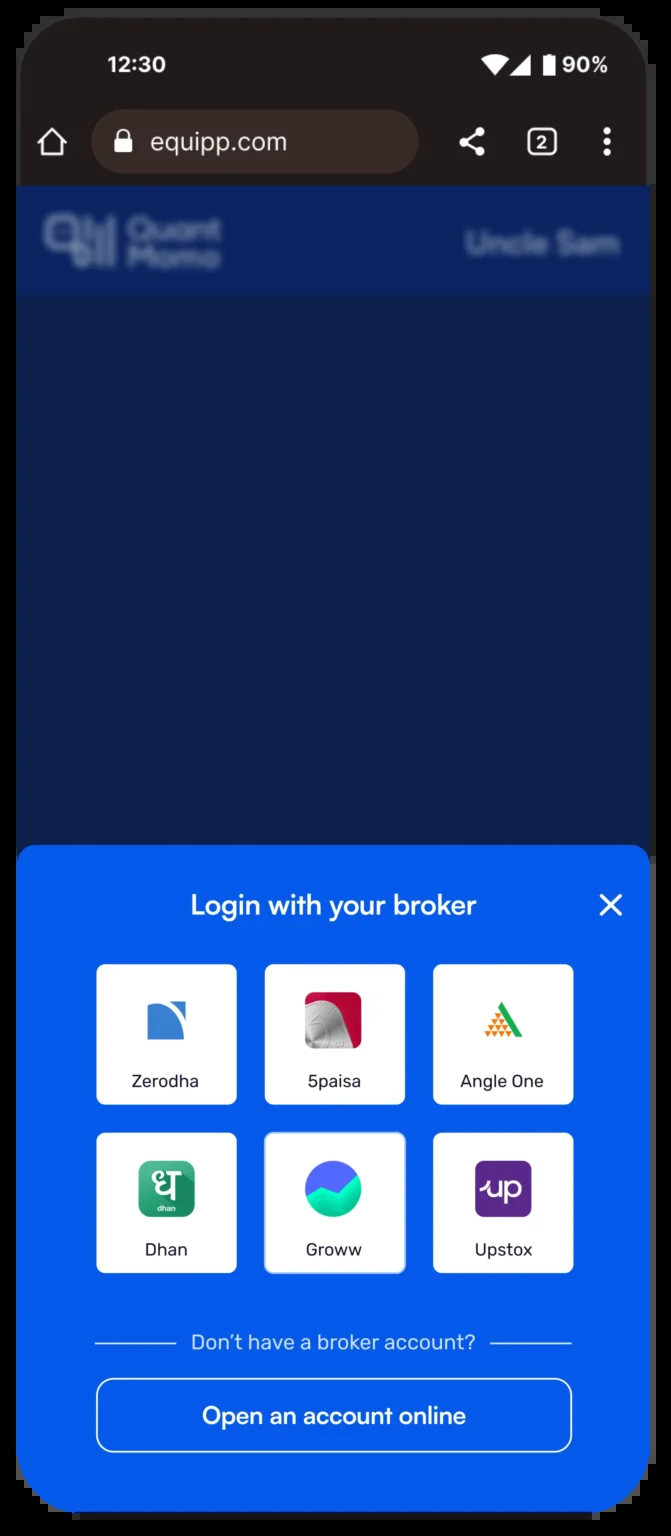 12:30 90%
equipp.com 2
Quant Uncle Sam
Momo
Login with your broker
Zerodha 5paisa Angle One
ध up
dhan
Dhan Groww Upstox
Don't have a broker account?
Open an account online